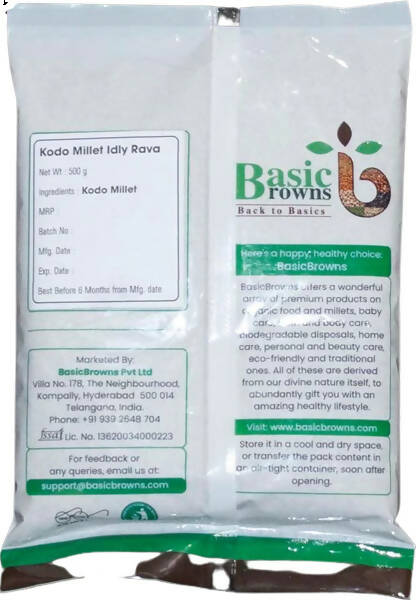 Kodo Millet Idly Rava
Net Wt : 500 g
Ingredients : Kodo Millet
MRP
Batch No :
Mfg. Date
Exp. Date
Best Before 6 Months from Mfg. date
Marketed By:
BasicBrowns Pvt Ltd
Villa No. 178, The Neighbourhood,
Kompally, Hyderabad 500 014
Telangana, India.
Phone: +91 939 2648 704
fssai Lic. No. 13620034000223
For feedback or
any queries, email us at:
support@basicbrowns.com
Basic
Browns
Back to Basics
Here's a happy, healthy choice:
BasicBrowns
BasicBrowns offers a wonderful
array of premium products on
organic food and millets, baby
care, and body care,
biodegradable disposals, home
care, personal and beauty care,
eco-friendly and traditional
ones. All of these are derived
from our divine nature itself, to
abundantly gift you with an
amazing healthy lifestyle.
Visit: www.basicbrowns.com
Store it in a cool and dry space,
or transfer the pack content in
an air-tight container, soon after
opening.